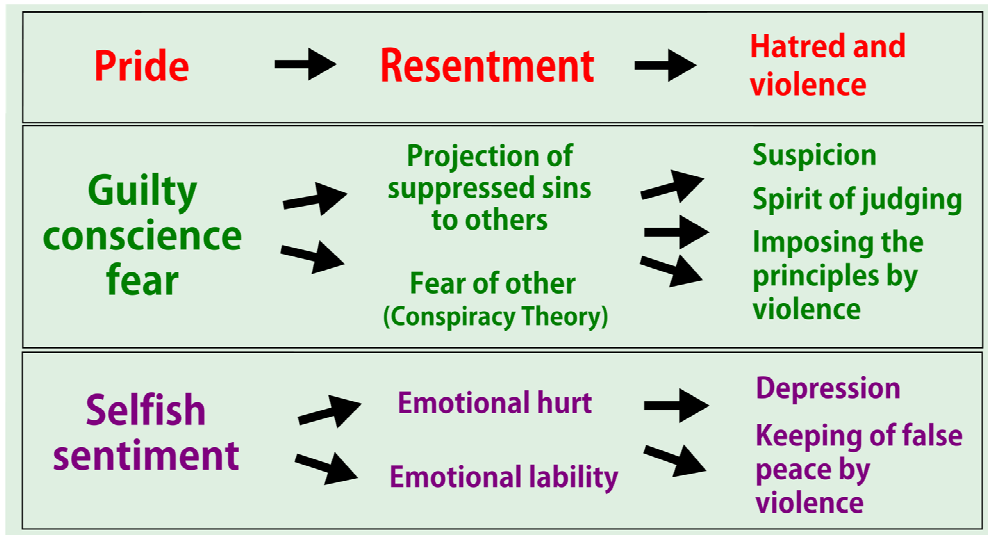 Pride
Resentment
Hatred and
violence
Guilty
conscience
fear
Projection of
suppressed sins
to others
Fear of other
(Conspiracy Theory)
Suspicion
Spirit of judging
Imposing the
principles by
violence
Selfish
sentiment
Emotional hurt
Emotional lability
Depression
Keeping of false
peace by
violence